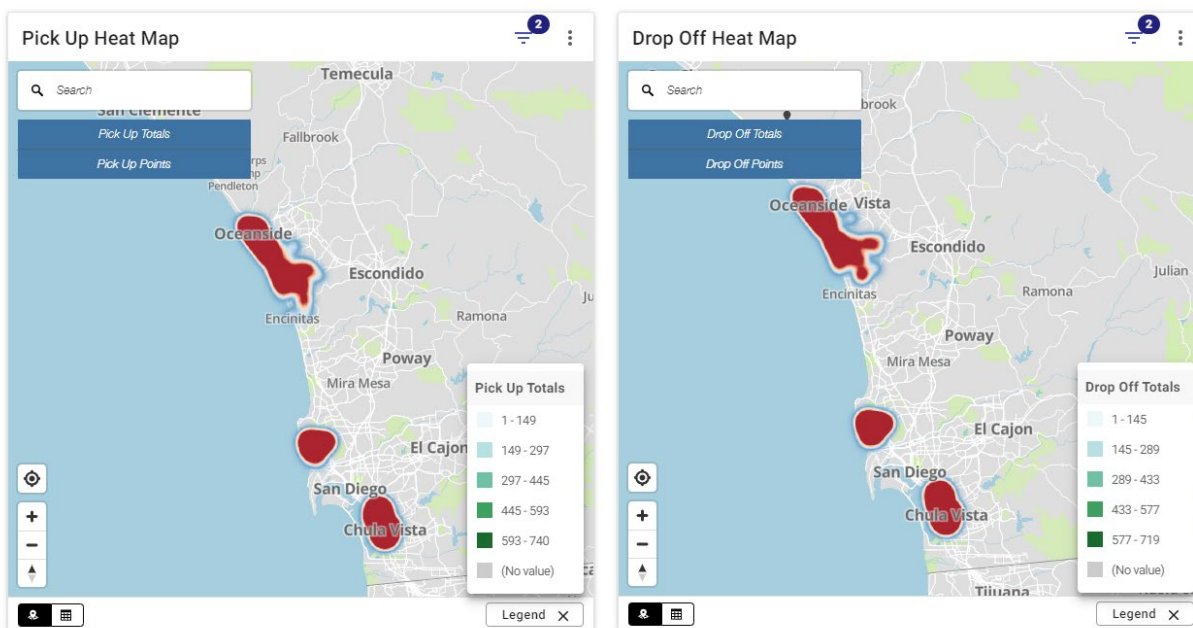 Pick Up Heat Map
2
Search
Temecula
San Clemente
Pick Up Totals
Fallbrook
Pick Up Points
Pendleton
Oceanside
Escondido
Encinitas
Ramona
Poway
Mira Mesa
El Cajon
San Diego
Chula Vista
Pick Up Totals
1 - 149
149 - 297
297 - 445
445 - 593
593 - 740
(No value)
Legend
Drop Off Heat Map
2
Search
brook
Drop Off Totals
Drop Off Points
Oceanside Vista
Escondido
Julian
Encinitas
Ramona
Poway
Mira Mesa
El Cajon
San Diego
Chula Vista
Tijuana
Drop Off Totals
1 - 145
145 - 289
289 - 433
433 - 577
577 - 719
(No value)
Legend